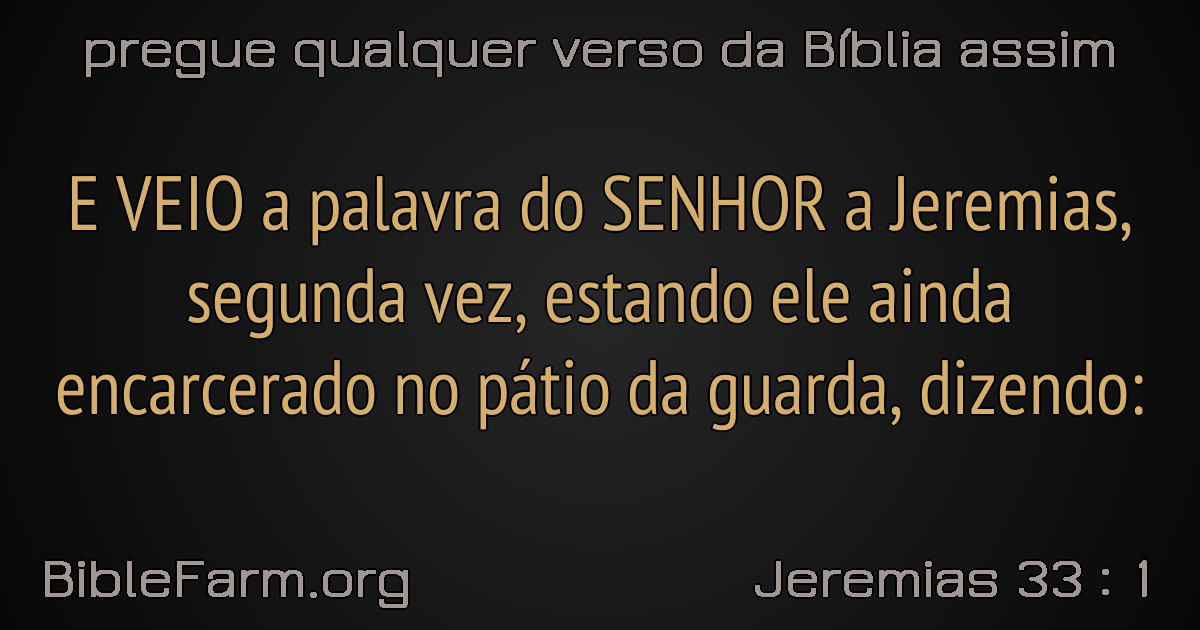 pregue qualquer verso da Bíblia assim
E VEIO a palavra do SENHOR a Jeremias,
segunda vez, estando ele ainda
encarcerado no pátio da guarda, dizendo:
BibleFarm.org
Jeremias 33 : 1